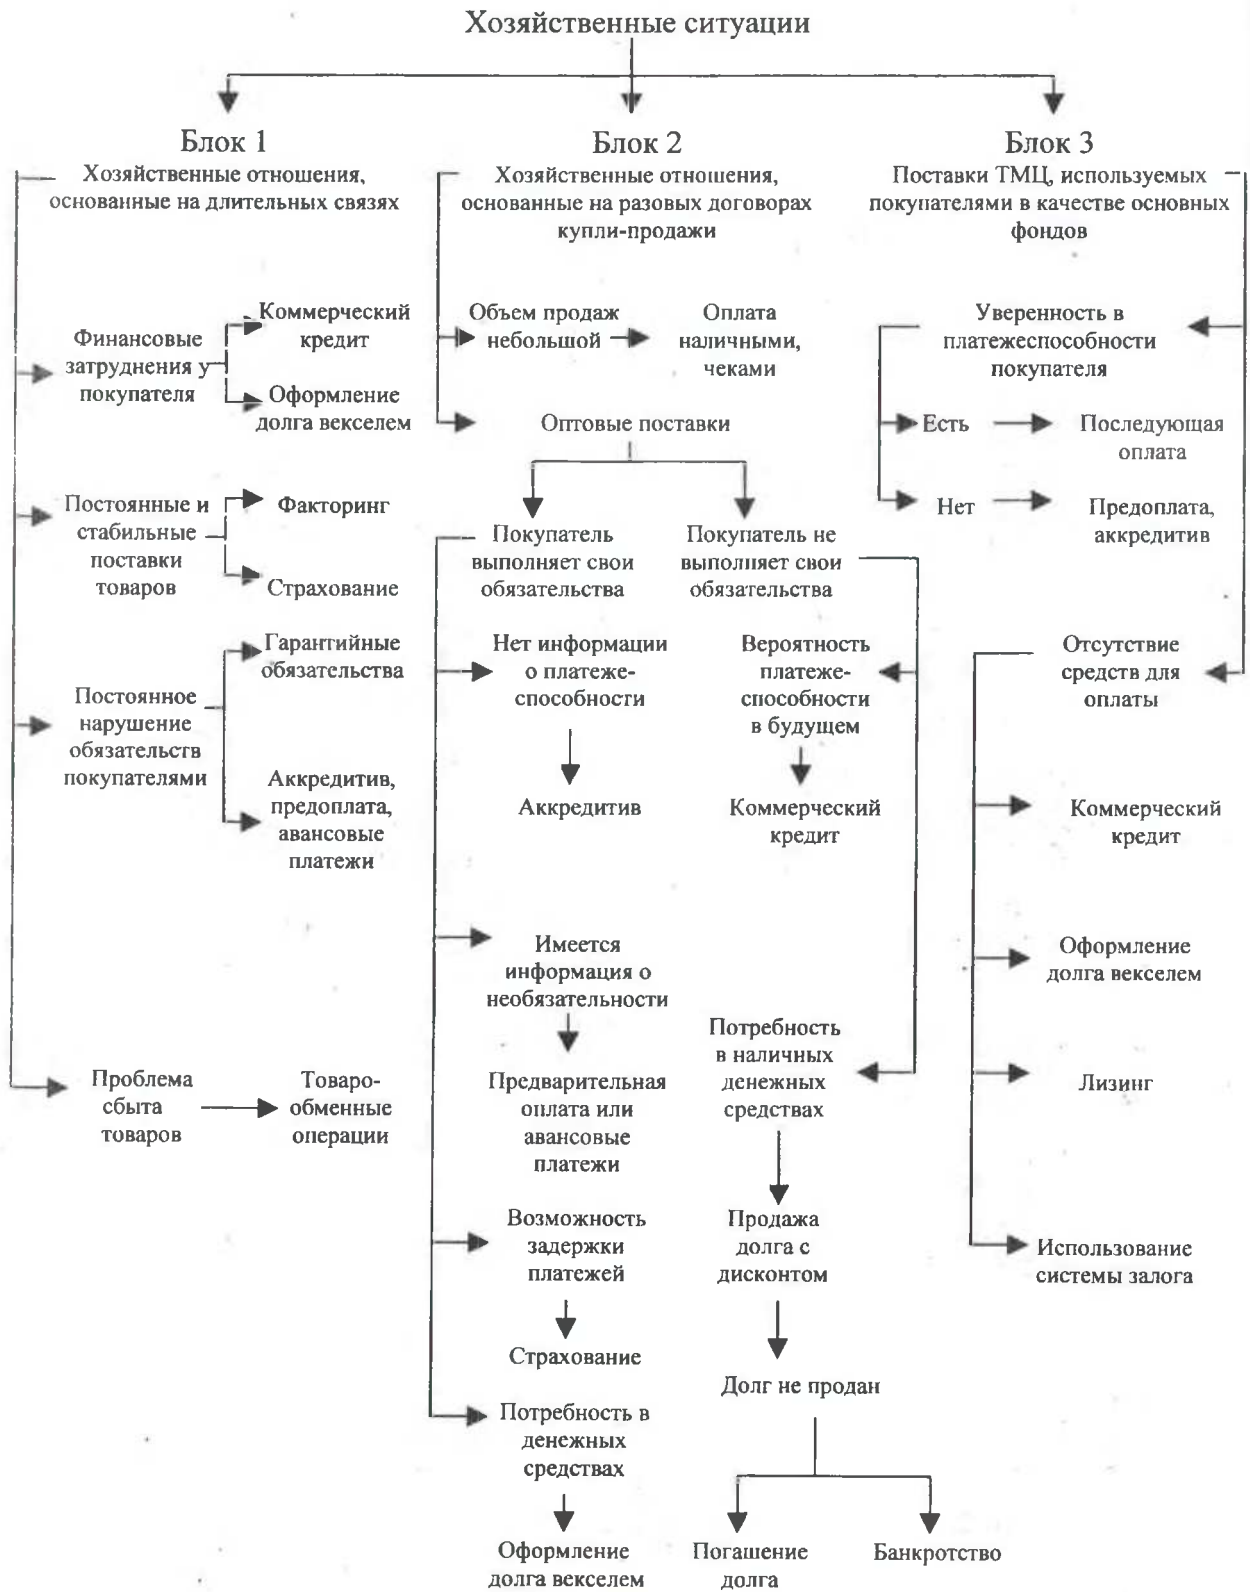 Хозяйственные ситуации
Блок 1
Хозяйственные отношения,
основанные на длительных связях
Финансовые
затруднения у
покупателя
Коммерческий
кредит
Оформление
долга векселем
Постоянные и
стабильные
поставки
товаров
Факторинг
Страхование
Постоянное
нарушение
обязательств
покупателями
Гарантийные
обязательства
Аккредитив,
предоплата,
авансовые
платежи
Проблема
сбыта
товаров
Товаро-
обменные
операции
Блок 2
Хозяйственные отношения,
основанные на разовых договорах
купли-продажи
Объем продаж
небольшой
Оплата
наличными,
чеками
Оптовые поставки
Покупатель
выполняет свои
обязательства
Нет информации
о платеже-
способности
Аккредитив
Имеется
информация о
необязательности
Предварительная
оплата или
авансовые
платежи
Возможность
задержки
платежей
Страхование
Потребность в
денежных
средствах
Оформление
долга векселем
Покупатель не
выполняет свои
обязательства
Вероятность
платеже-
способности
в будущем
Коммерческий
кредит
Потребность
в наличных
денежных
средствах
Продажа
долга с
дисконтом
Долг не продан
Погашение
долга
Банкротство
Блок 3
Поставки ТМЦ, используемых
покупателями в качестве основных
фондов
Уверенность в
платежеспособности
покупателя
Есть
Последующая
оплата
Нет
Предоплата,
аккредитив
Отсутствие
средств для
оплаты
Коммерческий
кредит
Оформление
долга векселем
Лизинг
Использование
системы залога